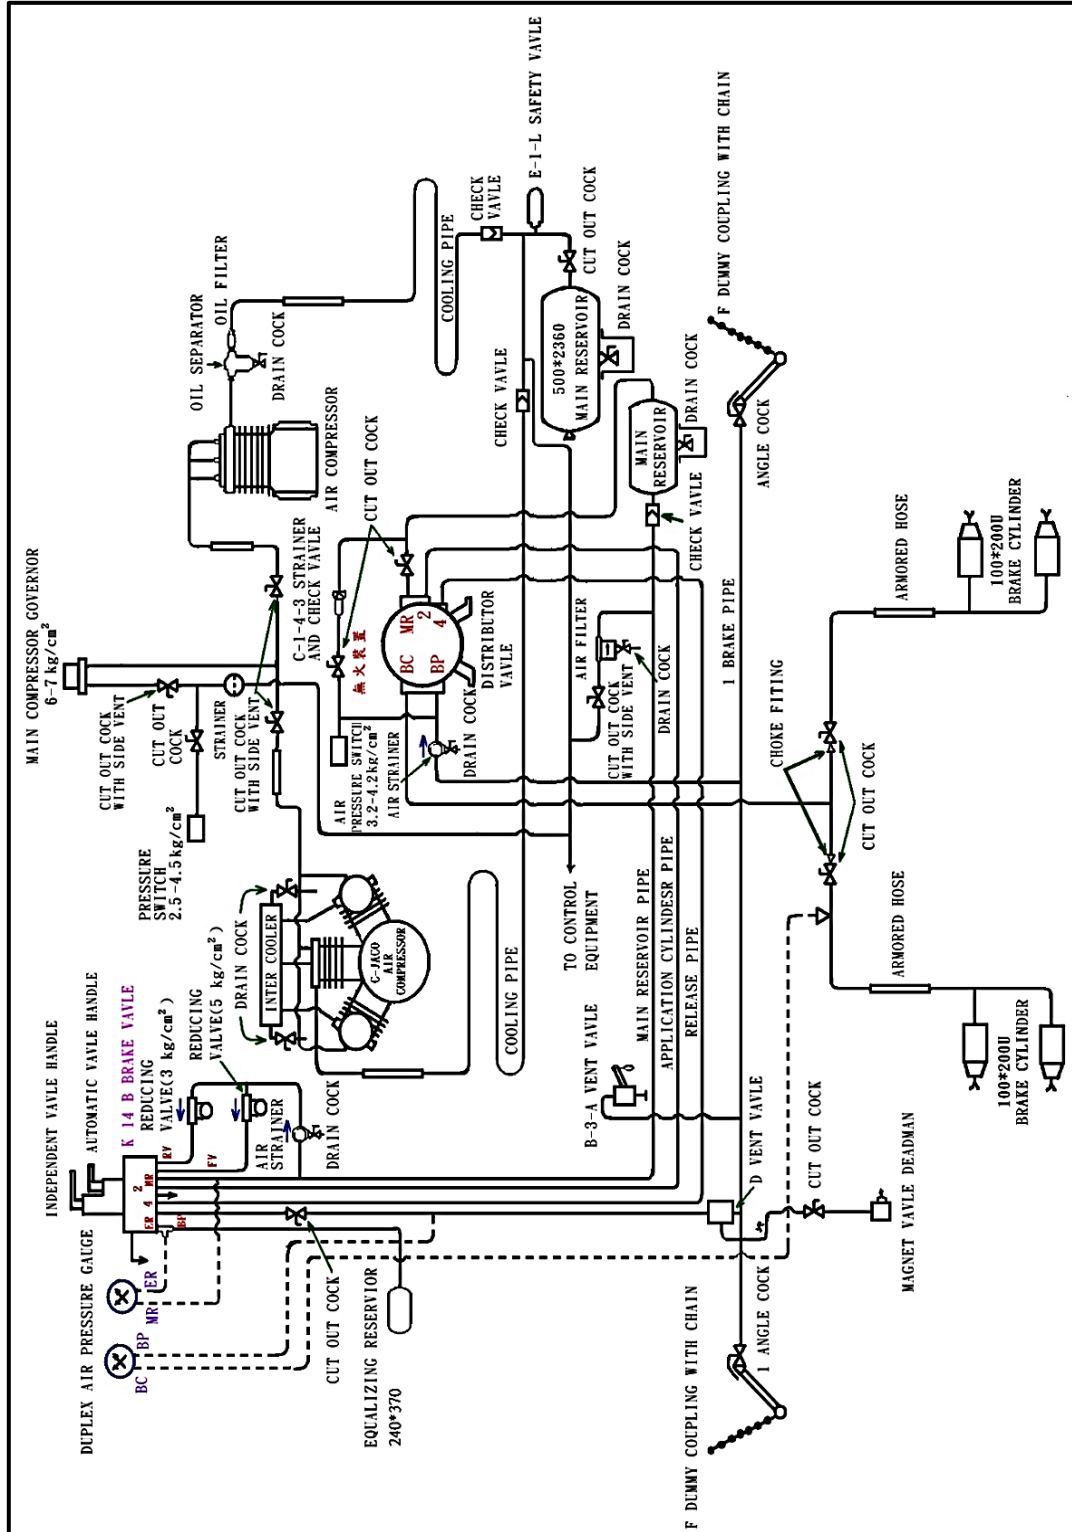 MAIN COMPRESSOR GOVERNOR
6-7kg/cm²
INDEPENDENT VAVLE HANDLE
AUTOMATIC VAVLE HANDLE
K 14 B BRAKE VAVLE
REDUCING
VALVE(3 kg/cm²)
REDUCING
VALVE(5 kg/cm²)
DUPLEX AIR PRESSURE GAUGE
BC
BP
MR
ER
2
4
MR
ER
BP
RV
FV
AIR
STRAINER
DRAIN COCK
CUT OUT COCK
EQUALIZING RESERVIOR
240*370
PRESSURE
SWITCH
2.5-4.5kg/cm²
CUT OUT COCK
WITH SIDE VENT
CUT OUT
COCK
STRAINER
CUT OUT COCK
WITH SIDE VENT
DRAIN COCK
INTER COOLER
C-JACO
AIR
COMPRESSOR
COOLING PIPE
OIL SEPARATOR
OIL FILTER
DRAIN COCK
AIR COMPRESSOR
COOLING PIPE
CHECK
VAVLE
E-1-L SAFETY VAVLE
CUT OUT COCK
CHECK VAVLE
500*2360
MAIN RESERVOIR
DRAIN COCK
MAIN
RESERVOIR
DRAIN COCK
CHECK VAVLE
C-1-4-3 STRAINER
AND CHECK VAVLE
CUT OUT COCK
無火裝置
BC
MR
2
BP
4
DISTRIBUTOR
VAVLE
AIR
PRESSURE SWITCH
3.2-4.2kg/cm²
AIR STRAINER
DRAIN COCK
AIR FILTER
CUT OUT COCK
WITH SIDE VENT
DRAIN COCK
TO CONTROL
EQUIPMENT
B-3-A VENT VAVLE
MAIN RESERVOIR PIPE
APPLICATION CYLINDESR PIPE
RELEASE PIPE
1 BRAKE PIPE
D VENT VAVLE
F DUMMY COUPLING WITH CHAIN
ANGLE COCK
F DUMMY COUPLING WITH CHAIN
1 ANGLE COCK
CUT OUT COCK
MAGNET VAVLE DEADMAN
CHOKE FITING
CUT OUT COCK
ARMORED HOSE
ARMORED HOSE
100*200U
BRAKE CYLINDER
100*200U
BRAKE CYLINDER